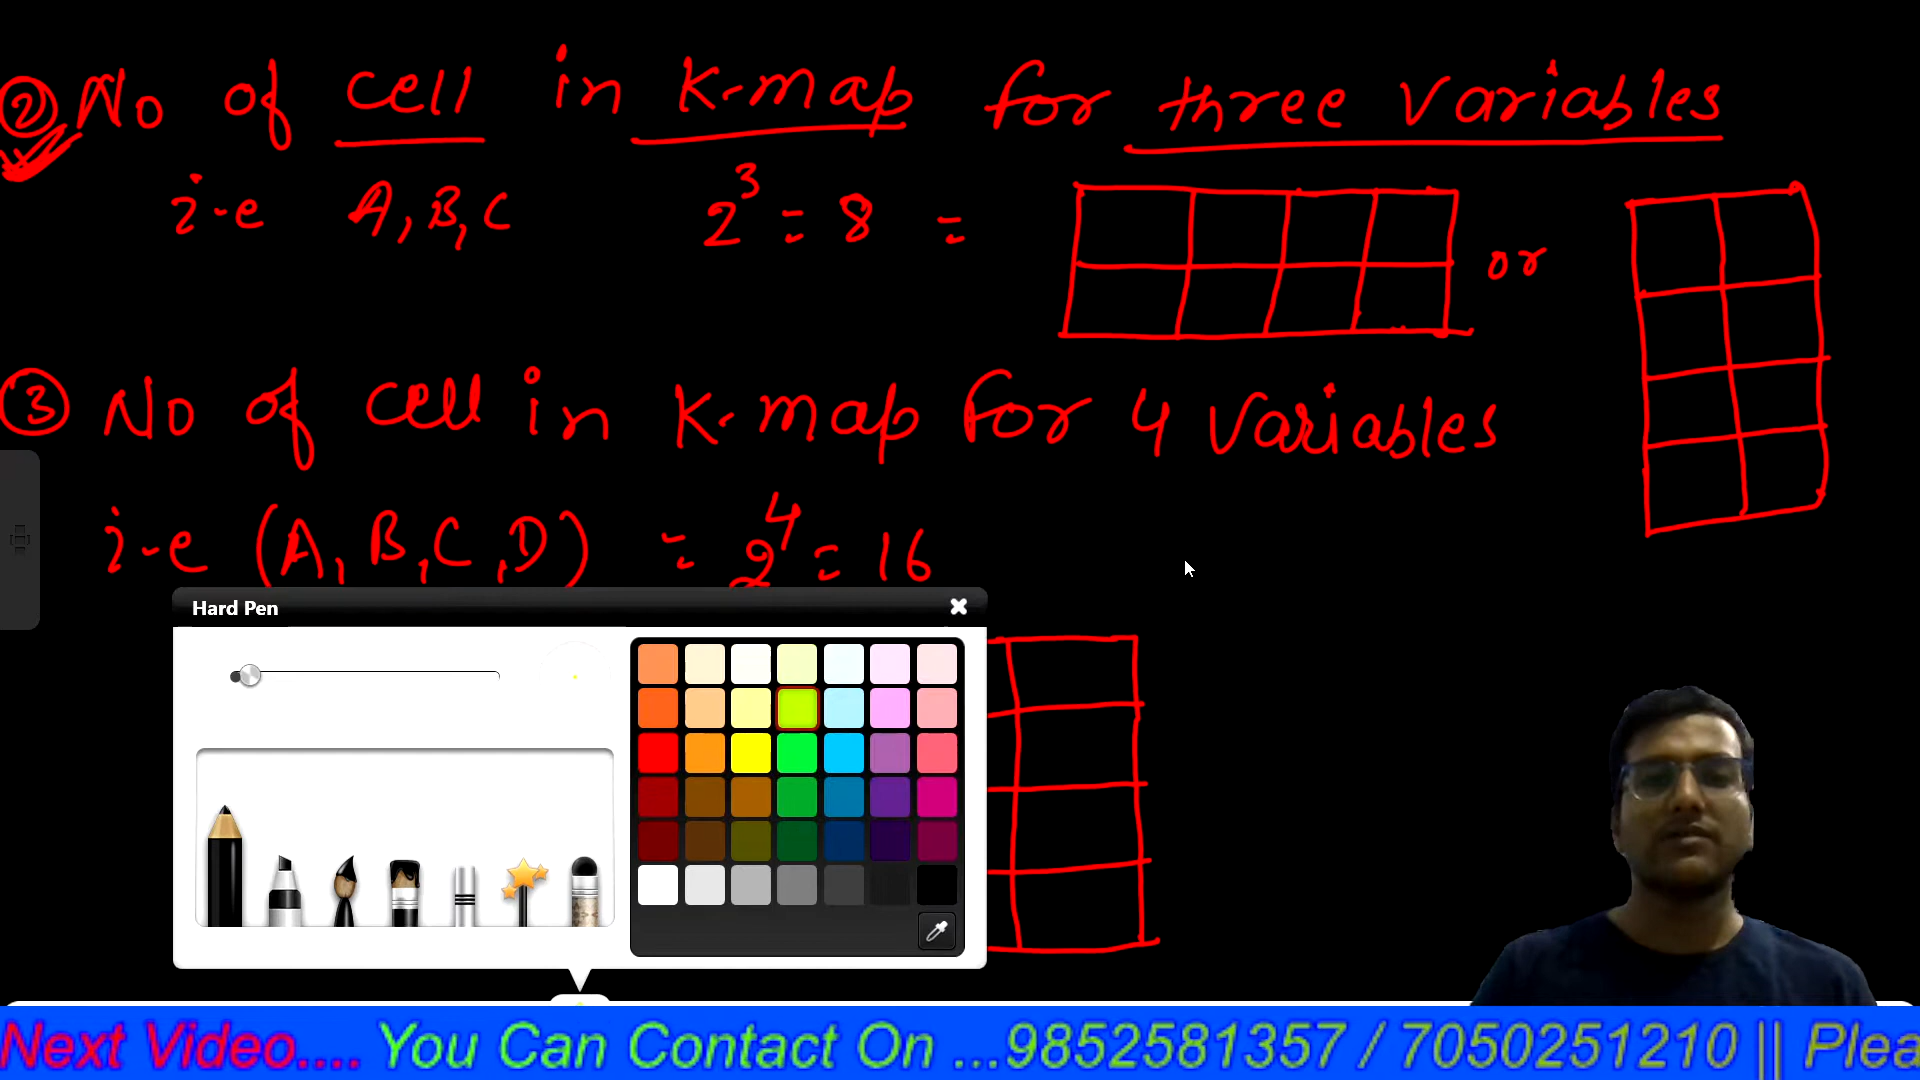 ② No of cell in K-map for three variables
i-e A, B, C 2³ = 8 = or
③ No of cell in K-map for 4 variables
i-e (A, B, C, D) = 2⁴ = 16
Hard Pen
Next Video.... You Can Contact On ...9852581357 / 7050251210 || Plea